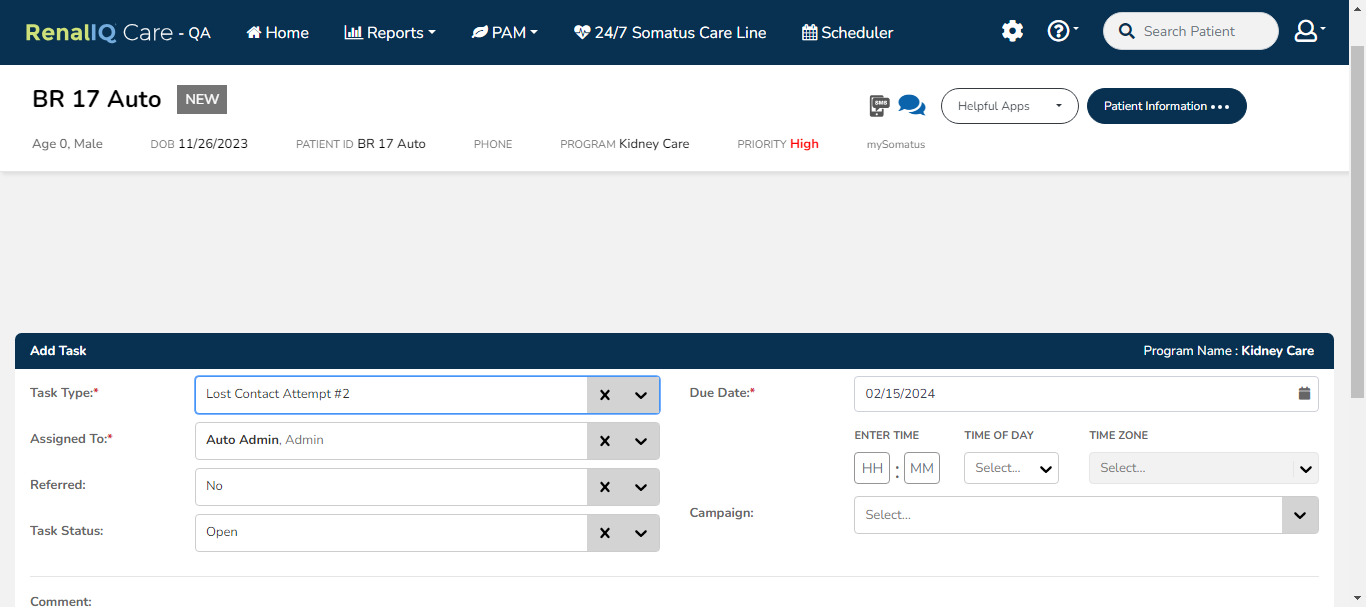 RenalIQ Care - QA Home Reports PAM 24/7 Somatus Care Line Scheduler Search Patient
BR 17 Auto NEW SMS Helpful Apps Patient Information
Age 0, Male DOB 11/26/2023 PATIENT ID BR 17 Auto PHONE PROGRAM Kidney Care PRIORITY High mySomatus
Add Task Program Name : Kidney Care
Task Type:* Lost Contact Attempt #2 Due Date:* 02/15/2024
Assigned To:* Auto Admin, Admin ENTER TIME TIME OF DAY TIME ZONE
Referred: No HH : MM Select... Select...
Task Status: Open Campaign: Select...
Comment: